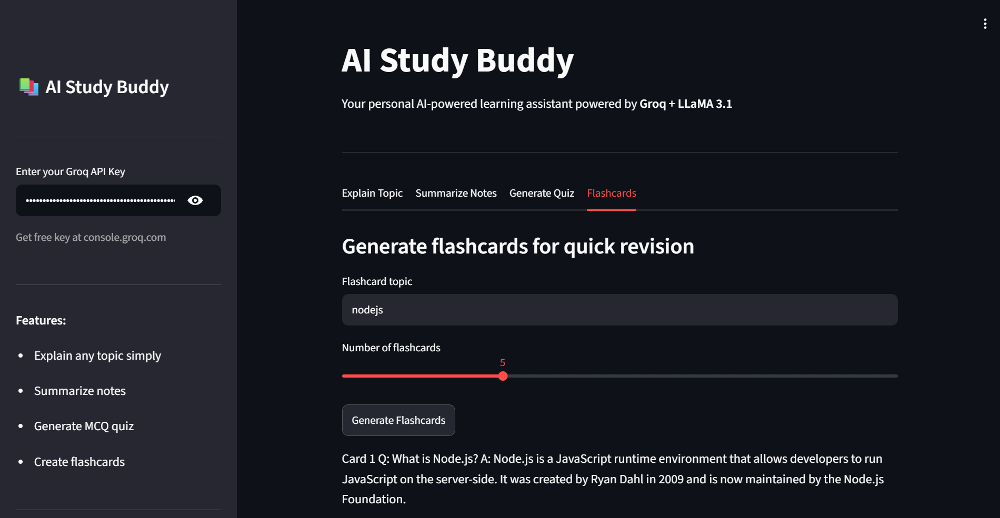 AI Study Buddy
Enter your Groq API Key
Get free key at console.groq.com
Features:
Explain any topic simply
Summarize notes
Generate MCQ quiz
Create flashcards
AI Study Buddy
Your personal AI-powered learning assistant powered by Groq + LLaMA 3.1
Explain Topic Summarize Notes Generate Quiz Flashcards
Generate flashcards for quick revision
Flashcard topic
nodejs
Number of flashcards
5
Generate Flashcards
Card 1 Q: What is Node.js? A: Node.js is a JavaScript runtime environment that allows developers to run
JavaScript on the server-side. It was created by Ryan Dahl in 2009 and is now maintained by the Node.js
Foundation.